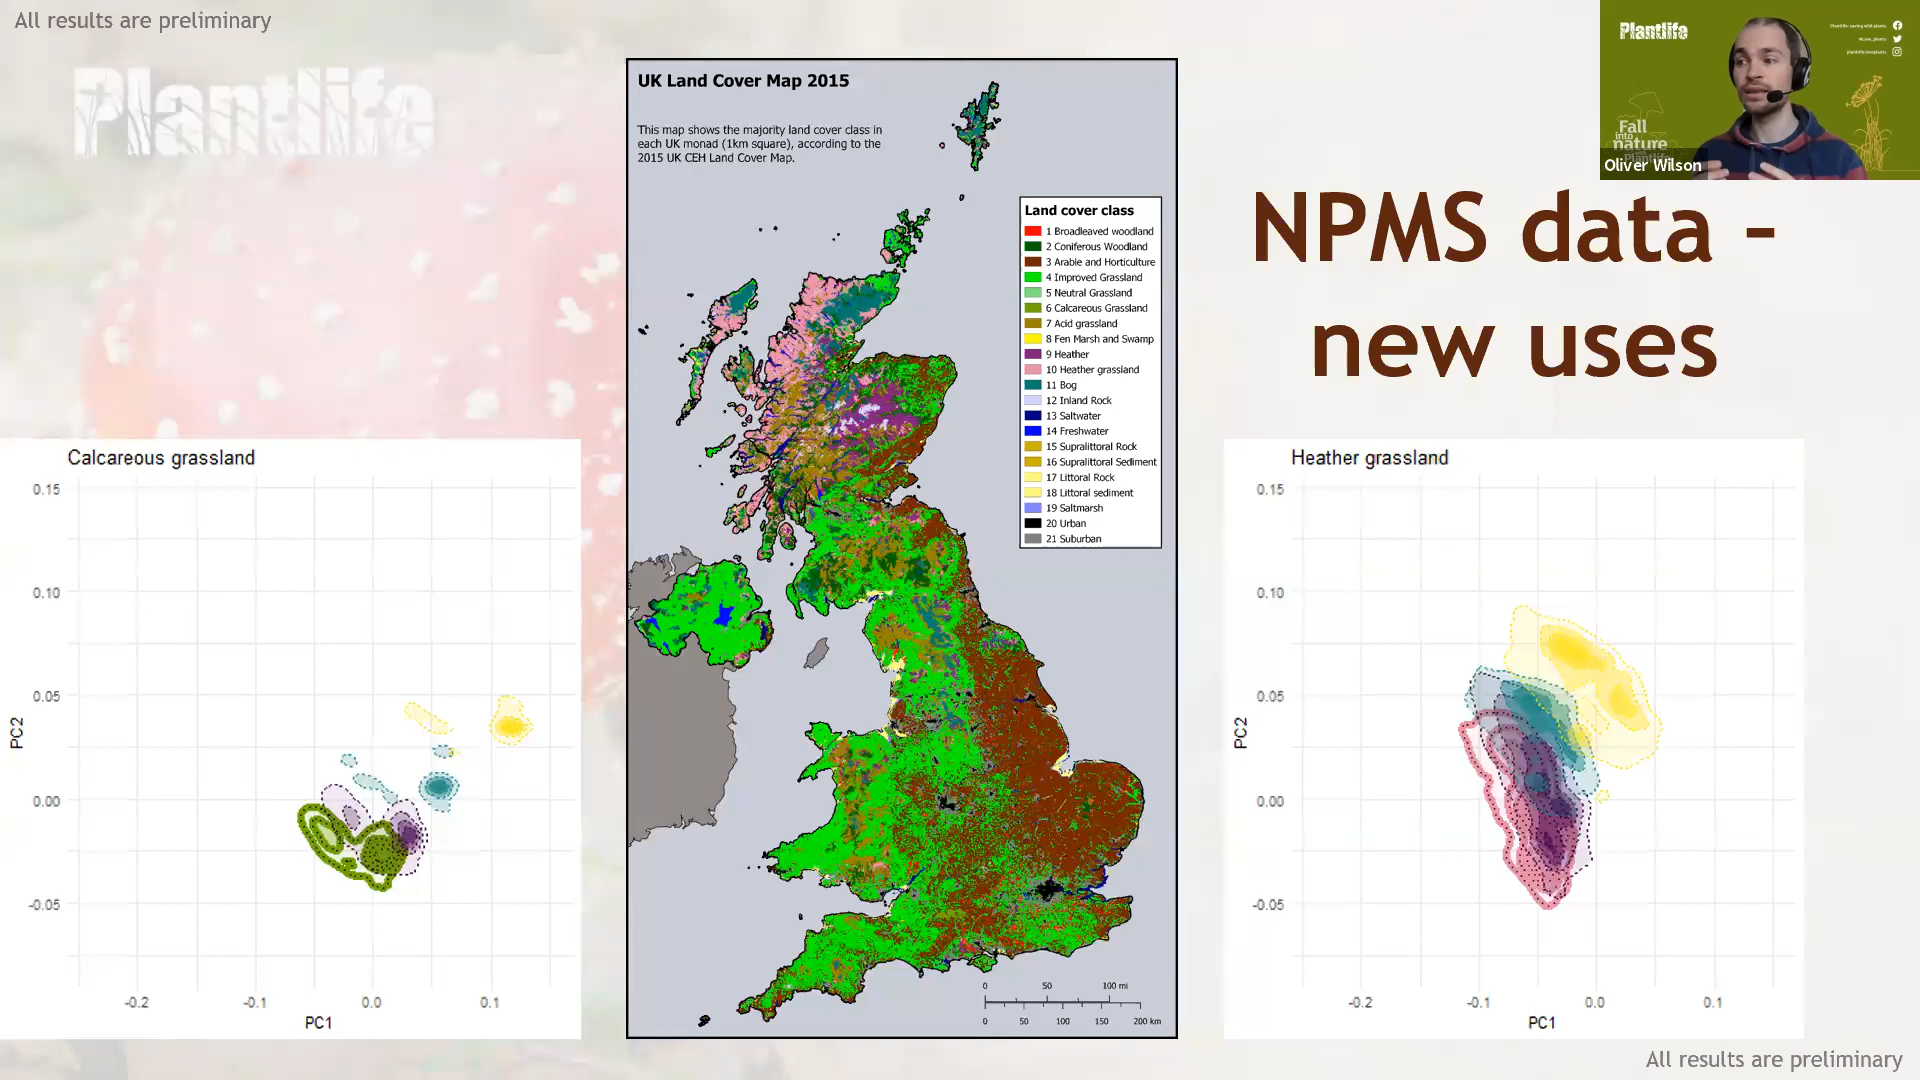 All results are preliminary
Plantlife
UK Land Cover Map 2015
This map shows the majority land cover class in
each UK monad (1km square), according to the
2015 UK CEH Land Cover Map.
Land cover class
1 Broadleaved woodland
2 Coniferous Woodland
3 Arable and Horticulture
4 Improved Grassland
5 Neutral Grassland
6 Calcareous Grassland
7 Acid grassland
8 Fen Marsh and Swamp
9 Heather
10 Heather grassland
11 Bog
12 Inland Rock
13 Saltwater
14 Freshwater
15 Supralittoral Rock
16 Supralittoral Sediment
17 Littoral Rock
18 Littoral sediment
19 Saltmarsh
20 Urban
21 Suburban
0 50 100 mi
0 50 100 150 200 km
Plantlife
Plantlife: saving wild plants
plantlife.loveplants
Fall
into
nature
Plantlife
Oliver Wilson
NPMS data -
new uses
Calcareous grassland
0.15
0.10
0.05
0.00
-0.05
PC2
-0.2 -0.1 0.0 0.1
PC1
Heather grassland
0.15
0.10
0.05
0.00
-0.05
PC2
-0.2 -0.1 0.0 0.1
PC1
All results are preliminary